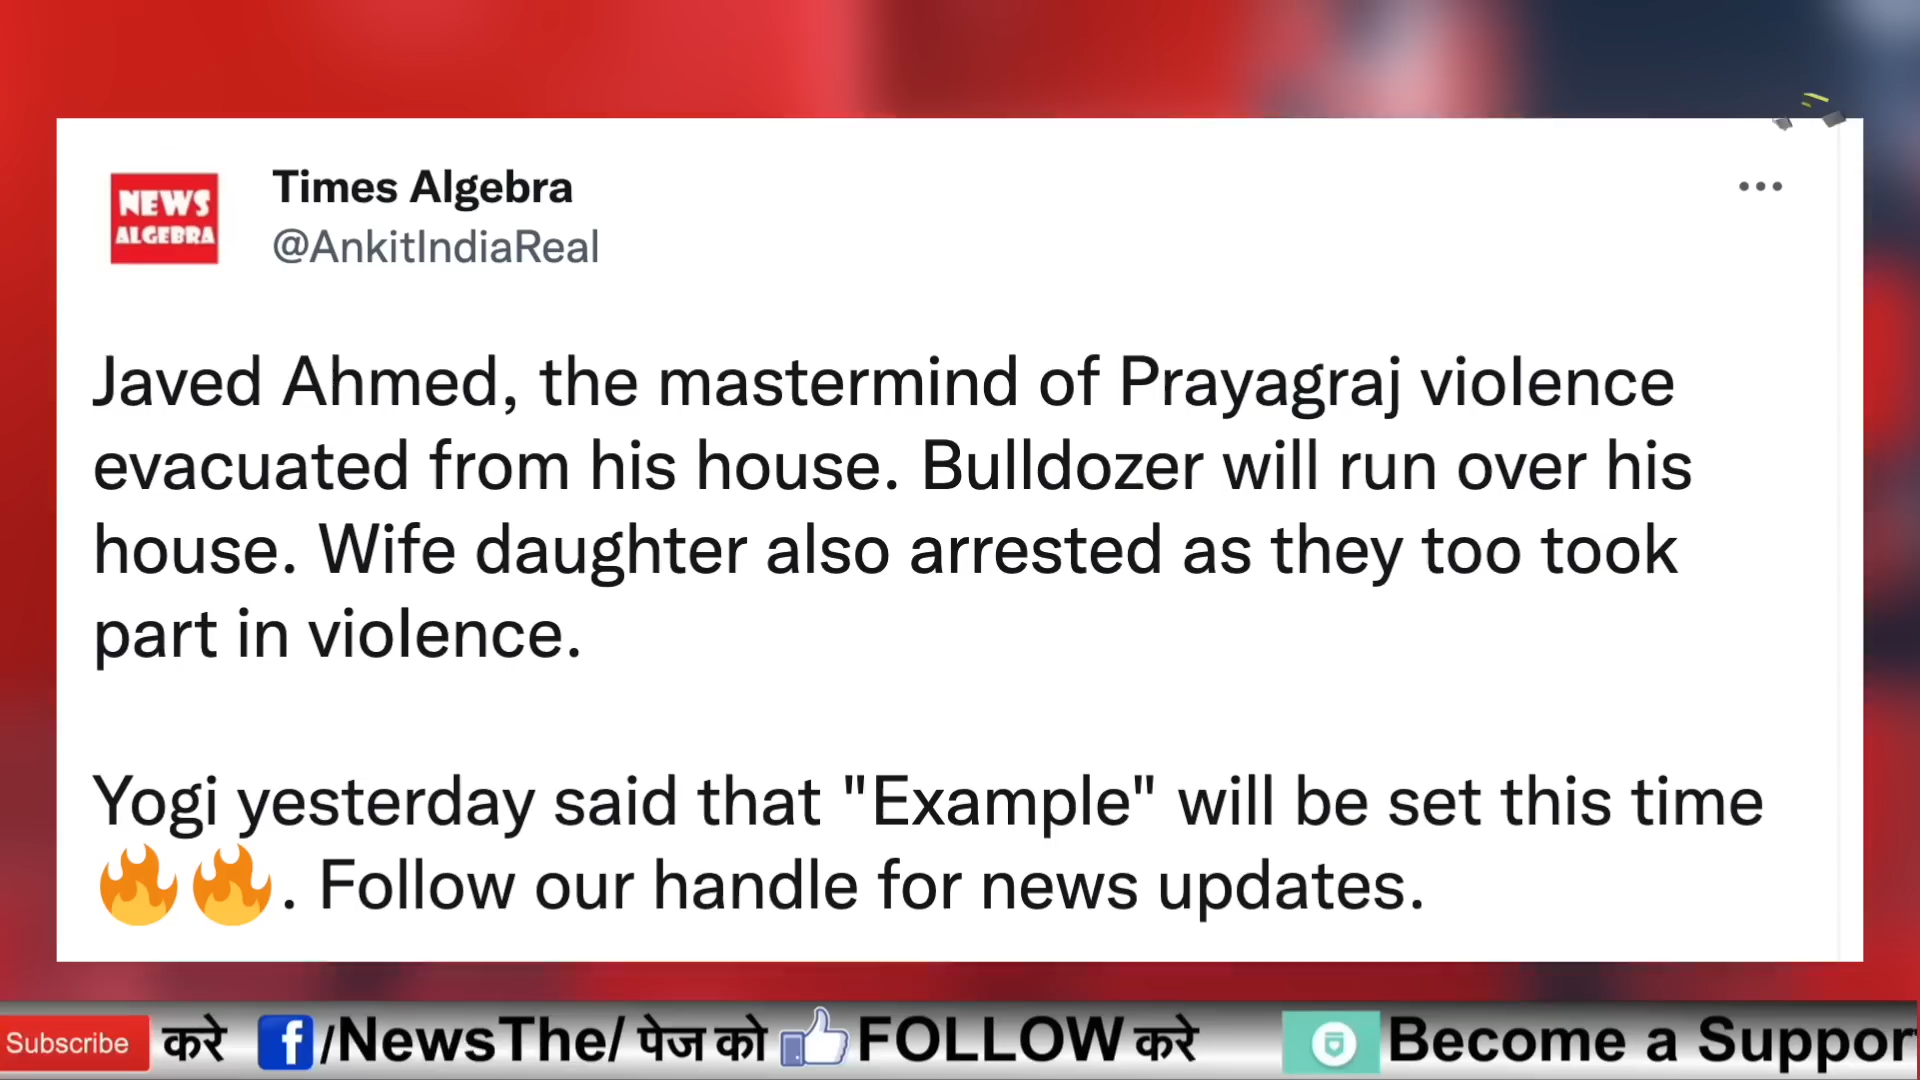 NEWS
ALGEBRA
Times Algebra
@AnkitIndiaReal
Javed Ahmed, the mastermind of Prayagraj violence
evacuated from his house. Bulldozer will run over his
house. Wife daughter also arrested as they too took
part in violence.
Yogi yesterday said that "Example" will be set this time
🔥🔥. Follow our handle for news updates.
Subscribe करे f/NewsThe/ पेज को FOLLOW करे Become a Suppor